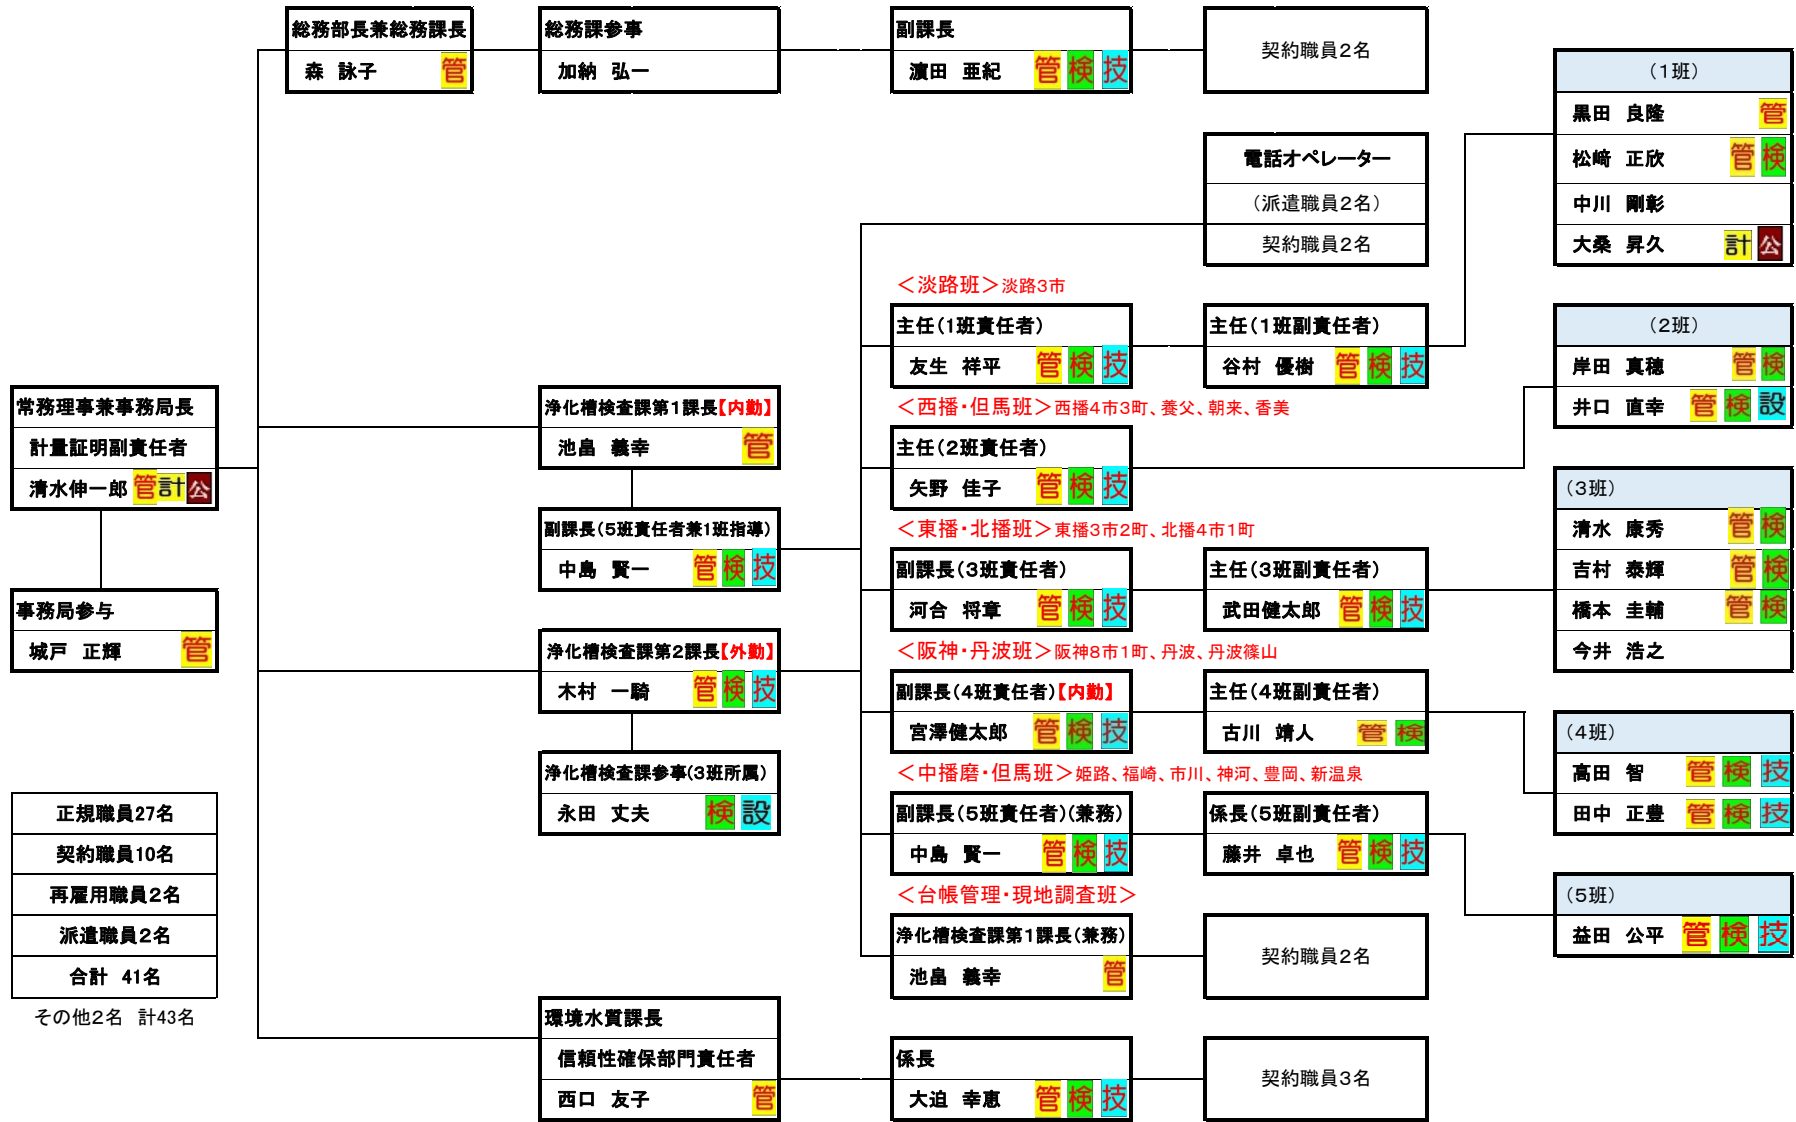 総務部長兼総務課長
森 詠子 管
総務課参事
加納 弘一
副課長
濵田 亜紀 管 検 技
契約職員2名
電話オペレーター
（派遣職員２名）
契約職員２名
常務理事兼事務局長
計量証明副責任者
清水伸一郎 管 計 公
事務局参与
城戸 正輝 管
浄化槽検査課第１課長【内勤】
池畠 義幸 管
副課長（５班責任者兼１班指導）
中島 賢一 管 検 技
浄化槽検査課第２課長【外勤】
木村 一騎 管 検 技
浄化槽検査課参事(３班所属）
永田 丈夫 検 設
環境水質課長
信頼性確保部門責任者
西口 友子 管
＜淡路班＞淡路３市
主任（１班責任者）
友生 祥平 管 検 技
主任（１班副責任者）
谷村 優樹 管 検 技
＜西播・但馬班＞西播４市３町、養父、朝来、香美
主任（２班責任者）
矢野 佳子 管 検 技
＜東播・北播班＞東播３市２町、北播４市１町
副課長（３班責任者）
河合 将章 管 検 技
主任（３班副責任者）
武田健太郎 管 検 技
＜阪神・丹波班＞阪神８市１町、丹波、丹波篠山
副課長（４班責任者）【内勤】
宮澤健太郎 管 検 技
主任（４班副責任者）
古川 靖人 管 検
＜中播磨・但馬班＞姫路、福崎、市川、神河、豊岡、新温泉
副課長（５班責任者）（兼務）
中島 賢一 管 検 技
係長（５班副責任者）
藤井 卓也 管 検 技
＜台帳管理・現地調査班＞
浄化槽検査課第１課長（兼務）
池畠 義幸 管
契約職員２名
係長
大迫 幸恵 管 検 技
契約職員３名
（１班）
黒田 良隆 管
松﨑 正欣 管 検
中川 剛彰
大桑 昇久 計 公
（２班）
岸田 真穂 管 検
井口 直幸 管 検 設
（３班）
清水 康秀 管 検
吉村 泰輝 管 検
橋本 圭輔 管 検
今井 浩之
（４班）
高田 智 管 検 技
田中 正豊 管 検 技
（５班）
益田 公平 管 検 技
正規職員27名
契約職員10名
再雇用職員２名
派遣職員２名
合計 41名
その他２名 計43名